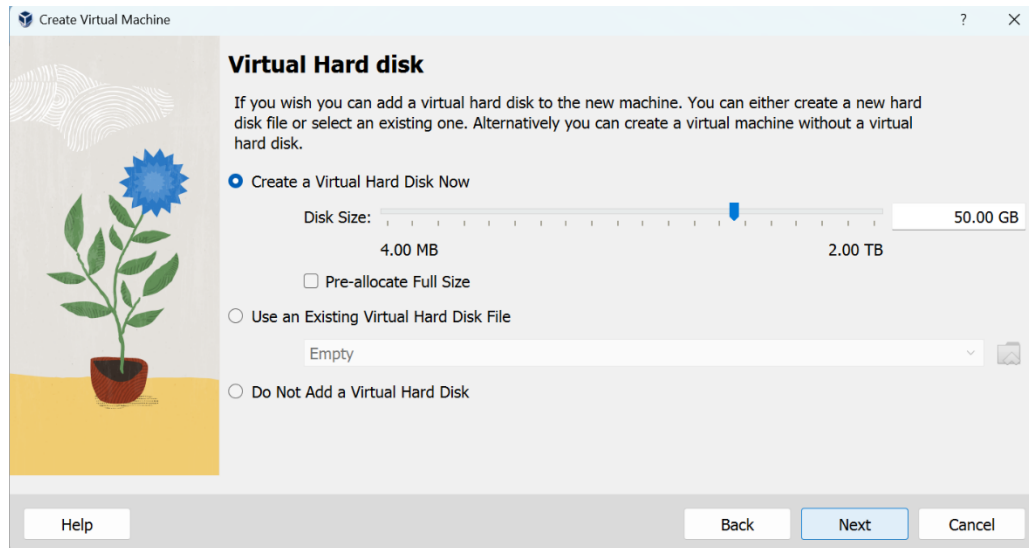 Create Virtual Machine
?
Virtual Hard disk
If you wish you can add a virtual hard disk to the new machine. You can either create a new hard
disk file or select an existing one. Alternatively you can create a virtual machine without a virtual
hard disk.
Create a Virtual Hard Disk Now
Disk Size: 50.00 GB
4.00 MB 2.00 TB
Pre-allocate Full Size
Use an Existing Virtual Hard Disk File
Empty
Do Not Add a Virtual Hard Disk
Help Back Next Cancel